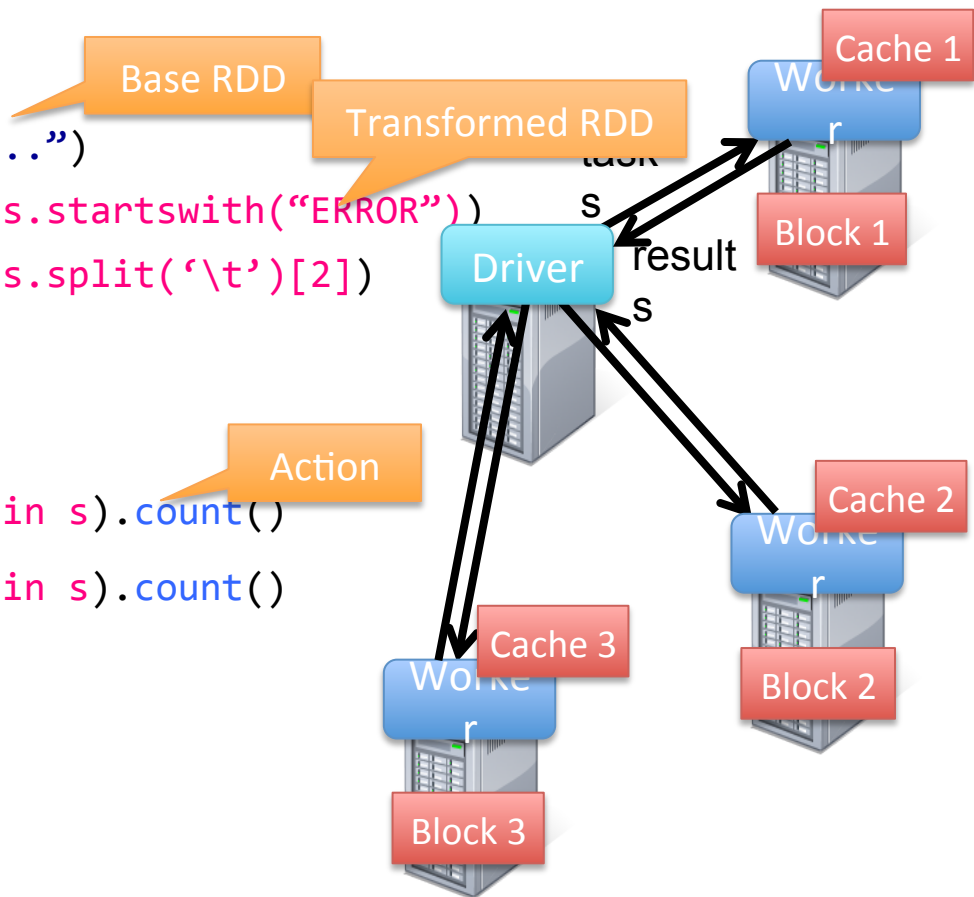 Base RDD
Cache 1
Worke
r
Transformed RDD
..”)
task
s
s.startswith(“ERROR”))
Block 1
Driver
result
s
s.split(‘\t’)[2])
Action
in s).count()
Cache 2
Worke
r
in s).count()
Cache 3
Worke
r
Block 2
Block 3